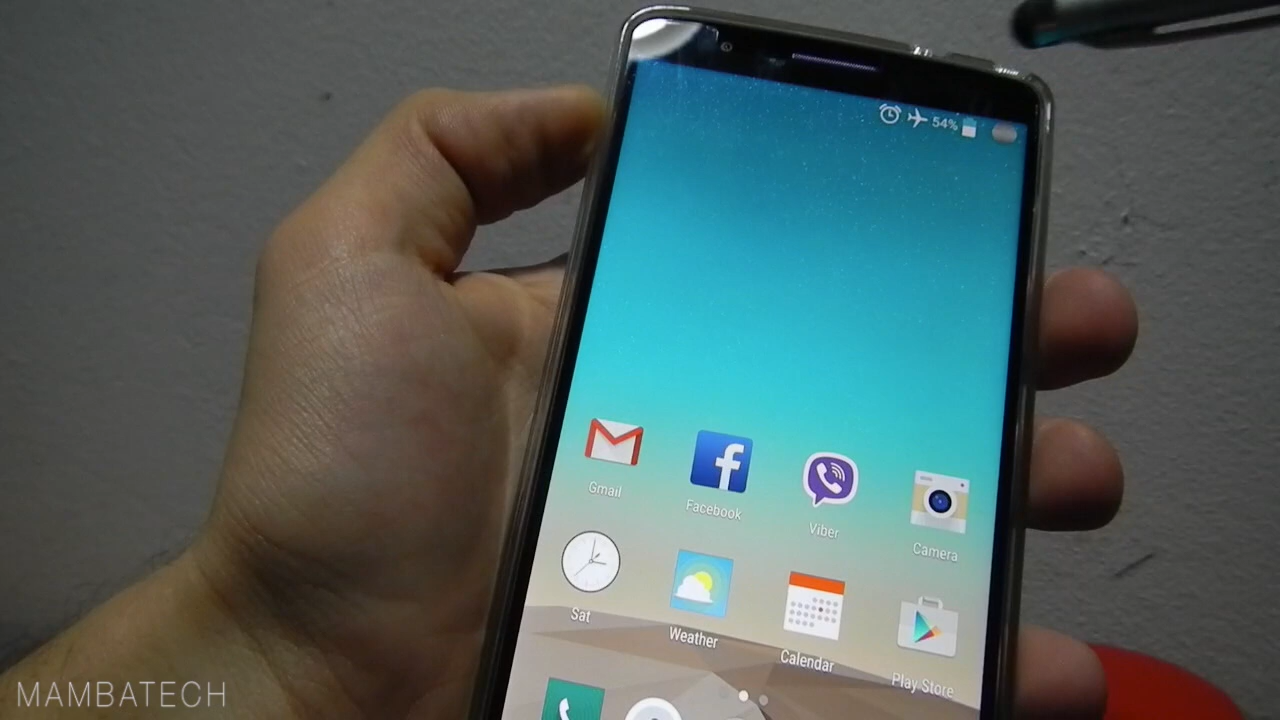 54%
Gmail
Facebook
Viber
Camera
Sat
Weather
Calendar
Play Store
MAMBATECH